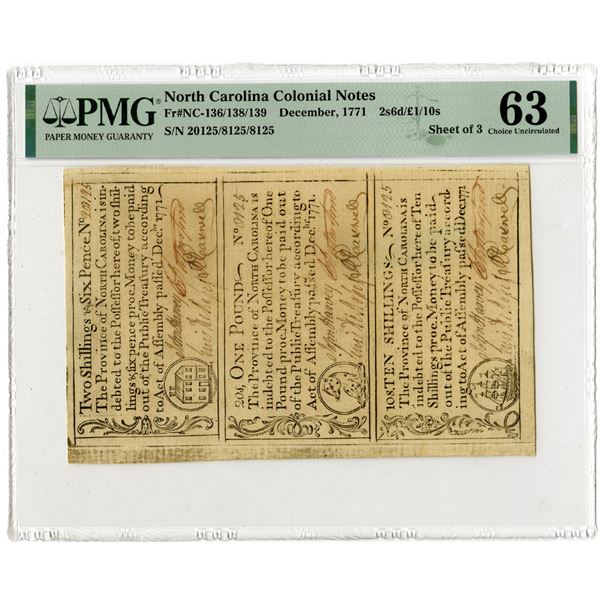 PMG
PAPER MONEY GUARANTY
North Carolina Colonial Notes
Fr#NC-136/138/139 December, 1771 2s6d/£1/10s
S/N 20125/8125/8125
Sheet of 3
63
Choice Uncirculated
Two Shillings & Six Pence. No 20125
The Province of NORTH CAROLINA is in-
debted to the Possessor hereof, two shil-
lings & six pence proc. Money to be paid
out of the Public Treasury according
to Act of Assembly passed Decbr. 1771.
20s, ONE POUND No 8125
The Province of NORTH CAROLINA is
indebted to the Possessor hereof One
Pound proc. Money to be paid out
of the Public Treasury according to
Act of Assembly passed Decbr. 1771.
10s. TEN SHILLINGS No 8125
The Province of NORTH CAROLINA is
indebted to the Possessor hereof Ten
Shillings proc. Money to be paid
out of the Public Treasury accord-
ing to Act of Assembly passed Dec. 1771